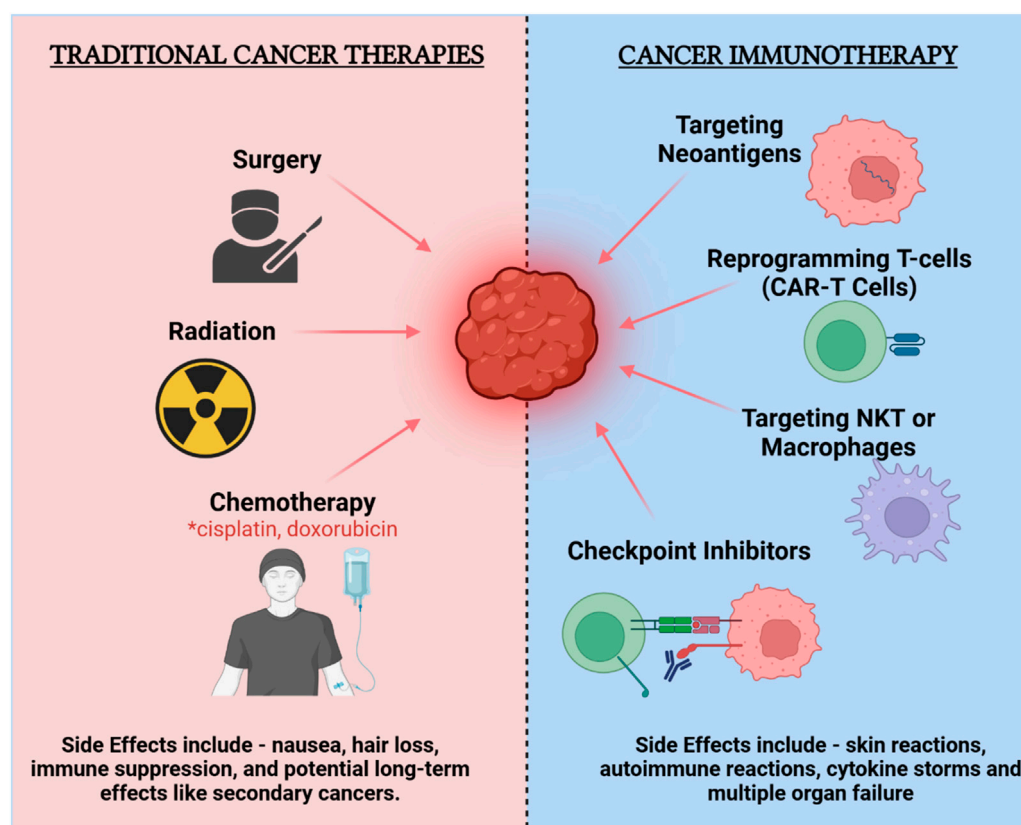 TRADITIONAL CANCER THERAPIES
Surgery
Radiation
Chemotherapy
*cisplatin, doxorubicin
Side Effects include - nausea, hair loss,
immune suppression, and potential long-term
effects like secondary cancers.
CANCER IMMUNOTHERAPY
Targeting
Neoantigens
Reprogramming T-cells
(CAR-T Cells)
Targeting NKT or
Macrophages
Checkpoint Inhibitors
Side Effects include - skin reactions,
autoimmune reactions, cytokine storms and
multiple organ failure